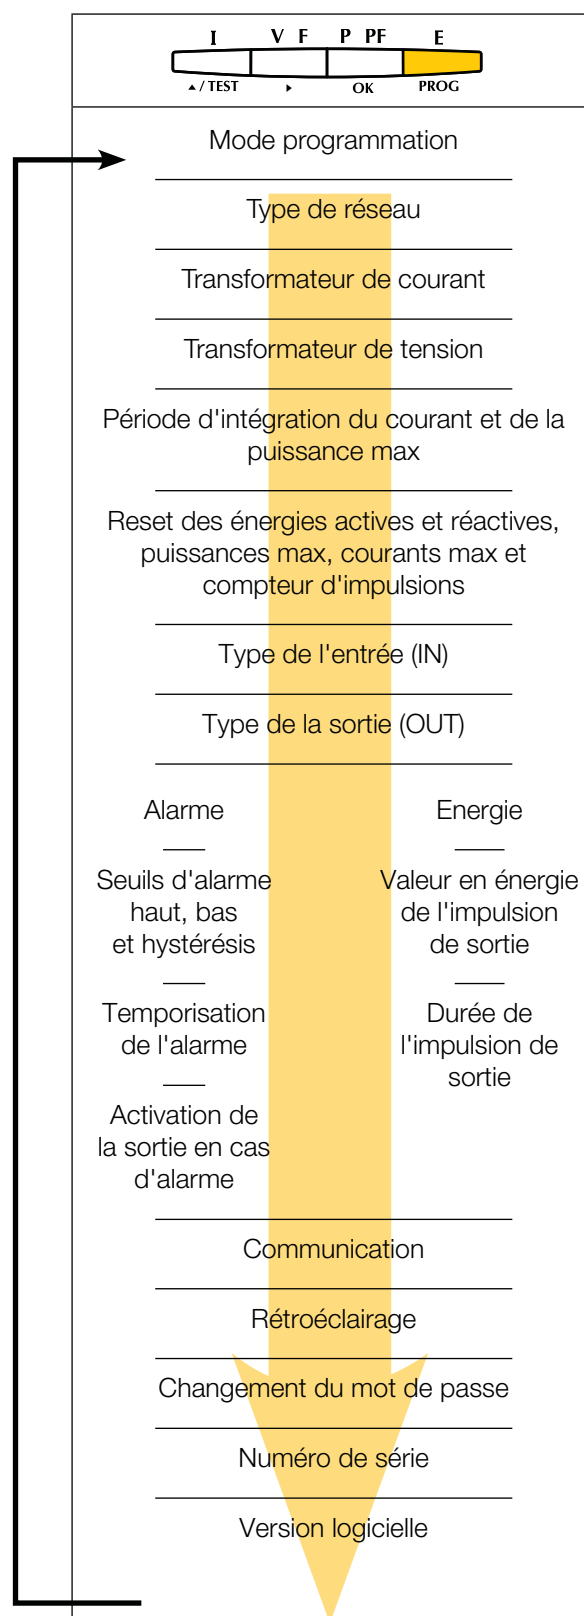 I V F P PF E
▲ / TEST ▶ OK PROG
Mode programmation
Type de réseau
Transformateur de courant
Transformateur de tension
Période d'intégration du courant et de la
puissance max
Reset des énergies actives et réactives,
puissances max, courants max et
compteur d'impulsions
Type de l'entrée (IN)
Type de la sortie (OUT)
Alarme
Seuils d'alarme
haut, bas
et hystérésis
Temporisation
de l'alarme
Activation de
la sortie en cas
d'alarme
Energie
Valeur en énergie
de l'impulsion
de sortie
Durée de
l'impulsion de
sortie
Communication
Rétroéclairage
Changement du mot de passe
Numéro de série
Version logicielle